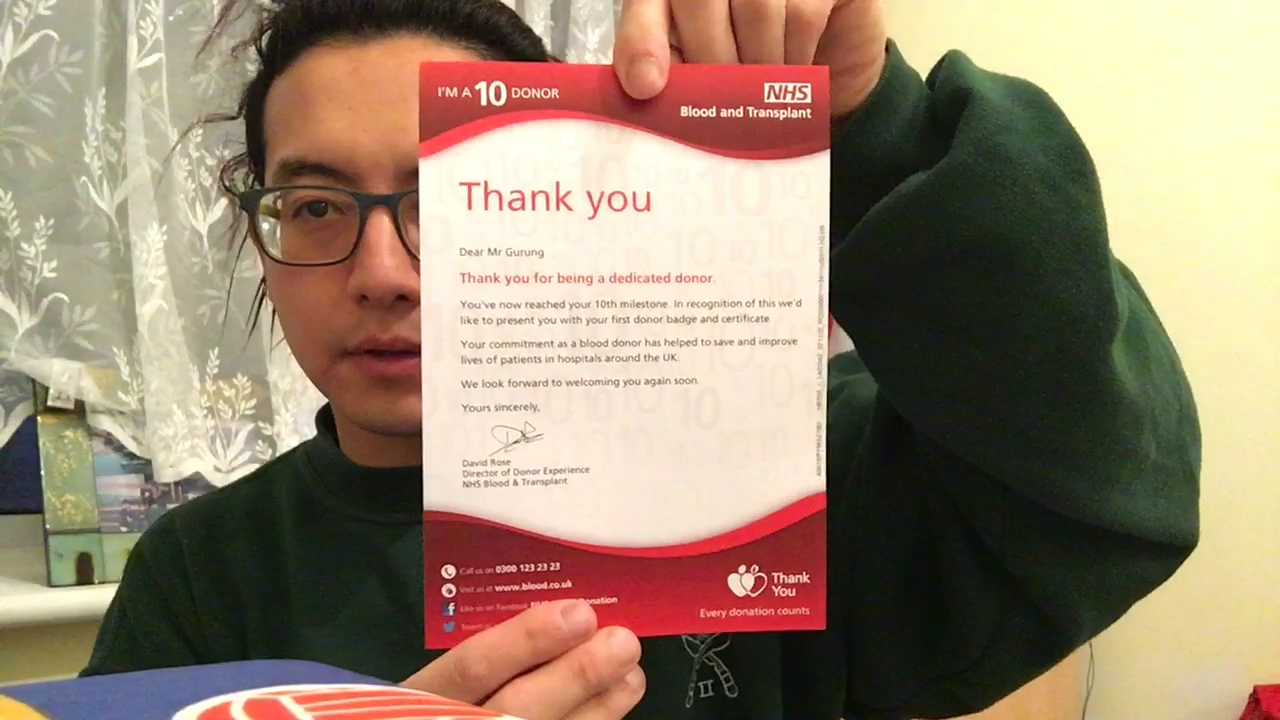 I'M A 10 DONOR
NHS
Blood and Transplant
Thank you
Dear Mr Gurung
Thank you for being a dedicated donor.
You've now reached your 10th milestone. In recognition of this we'd
like to present you with your first donor badge and certificate.
Your commitment as a blood donor has helped to save and improve
lives of patients in hospitals around the UK.
We look forward to welcoming you again soon.
Yours sincerely,
David Rose
Director of Donor Experience
NHS Blood & Transplant
Call us on 0300 123 23 23
Visit us at www.blood.co.uk
Like us on Facebook
Thank
You
Every donation counts
II